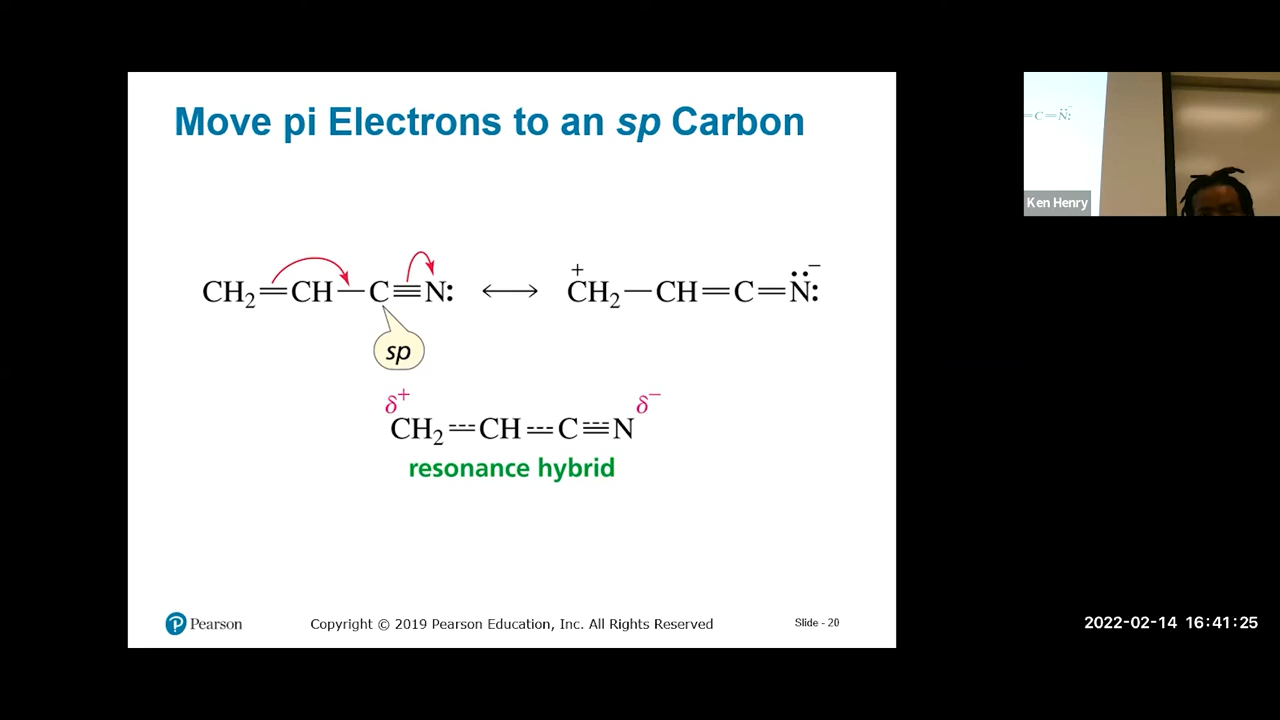 Move pi Electrons to an sp Carbon
CH₂=CH—C≡N: ⟷ ⁺CH₂—CH=C=N̈:⁻
sp
δ⁺ δ⁻
CH₂=CH=C≡N
resonance hybrid
Pearson
Copyright © 2019 Pearson Education, Inc. All Rights Reserved
Slide - 20
=C=N̈:⁻
Ken Henry
2022-02-14 16:41:25